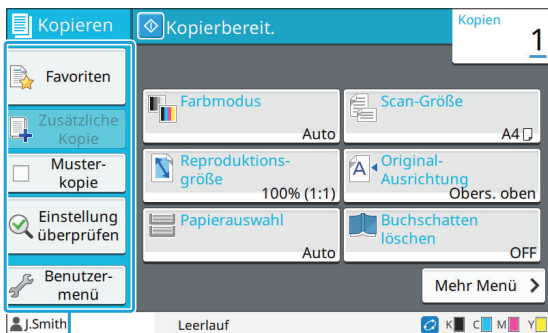 Kopieren
Kopierbereit.
Kopien
1
Favoriten
Zusätzliche
Kopie
Muster-
kopie
Einstellung
überprüfen
Benutzer-
menü
Farbmodus
Auto
Scan-Größe
A4
Reproduktions-
größe
100% (1:1)
Original-
Ausrichtung
Obers. oben
Papierauswahl
Auto
Buchschatten
löschen
OFF
Mehr Menü
J.Smith
Leerlauf
K C M Y